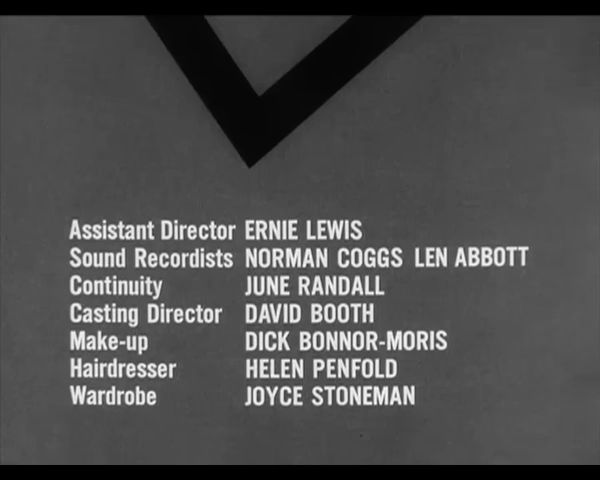 Assistant Director ERNIE LEWIS
Sound Recordists NORMAN COGGS LEN ABBOTT
Continuity JUNE RANDALL
Casting Director DAVID BOOTH
Make-up DICK BONNOR-MORIS
Hairdresser HELEN PENFOLD
Wardrobe JOYCE STONEMAN